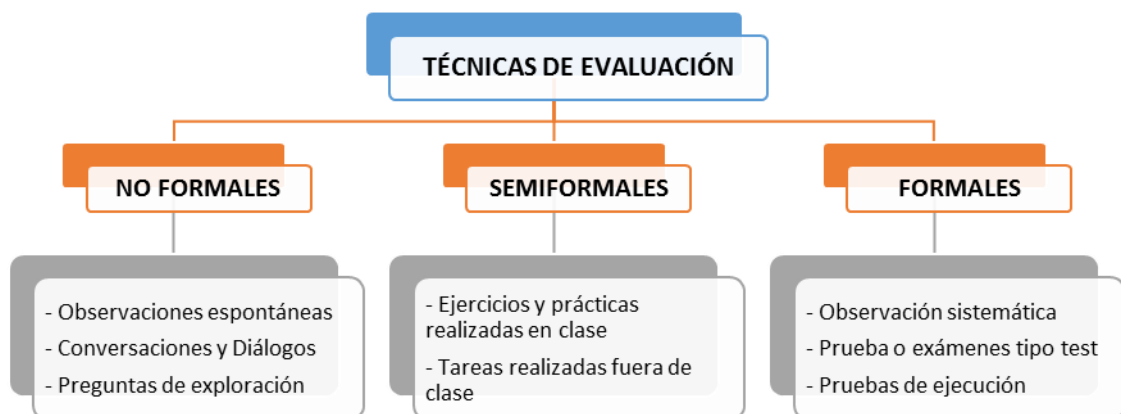 TÉCNICAS DE EVALUACIÓN
NO FORMALES
SEMIFORMALES
FORMALES
- Observaciones espontáneas
- Conversaciones y Diálogos
- Preguntas de exploración
- Ejercicios y prácticas
realizadas en clase
- Tareas realizadas fuera de
clase
- Observación sistemática
- Prueba o exámenes tipo test
- Pruebas de ejecución